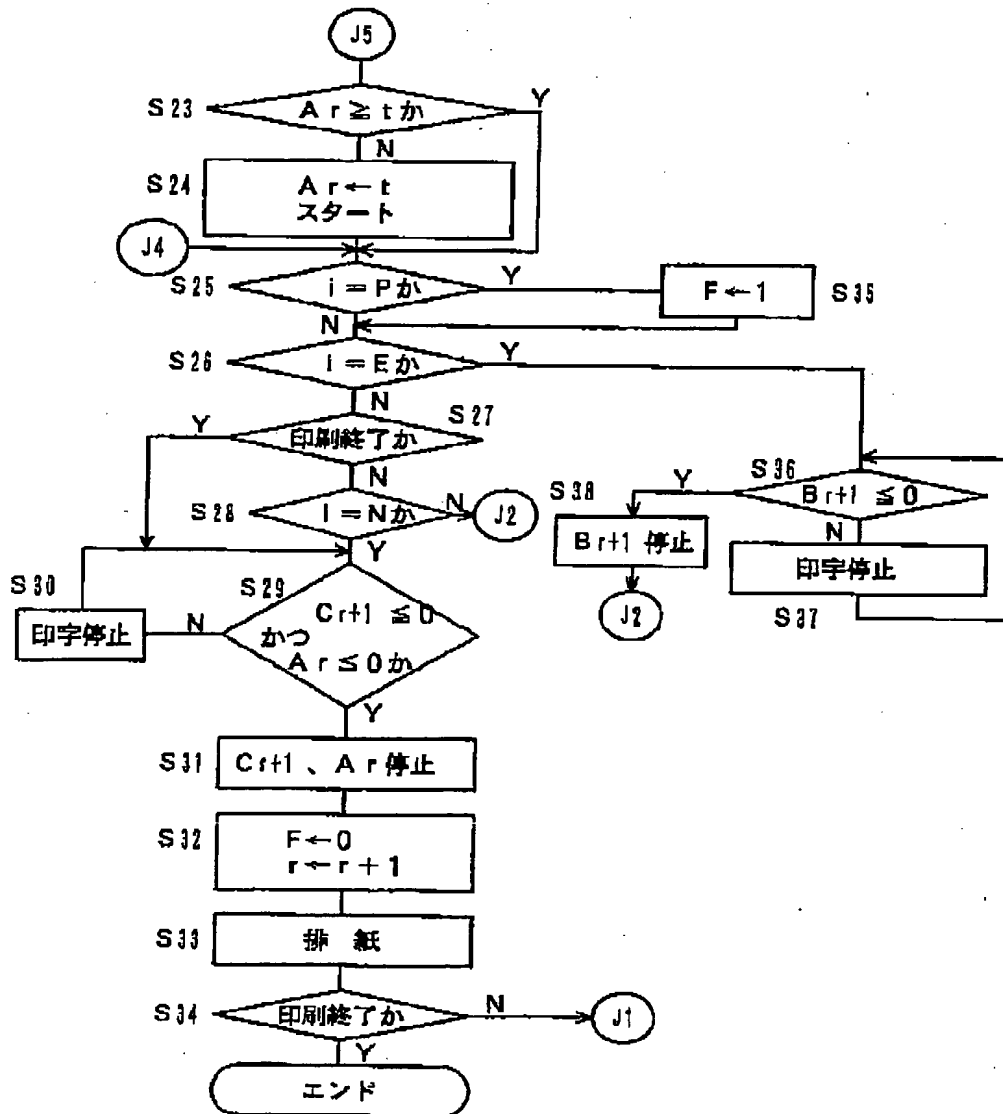 J5
S23
Ar≧tか
Y
N
S24
Ar←t
スタート
J4
S25
i=Pか
Y
N
F←1
S35
S26
i=Eか
Y
N
S27
Y
印刷終了か
N
S28
I=Nか
N
J2
Y
S36
Y
Br+1≦0
N
S38
Br+1 停止
J2
印字停止
S37
S30
印字停止
N
S29
Cr+1≦0
かつ
Ar≦0か
Y
S31
Cr+1、Ar停止
S32
F←0
r←r+1
S33
排 紙
S34
印刷終了か
N
J1
Y
エンド